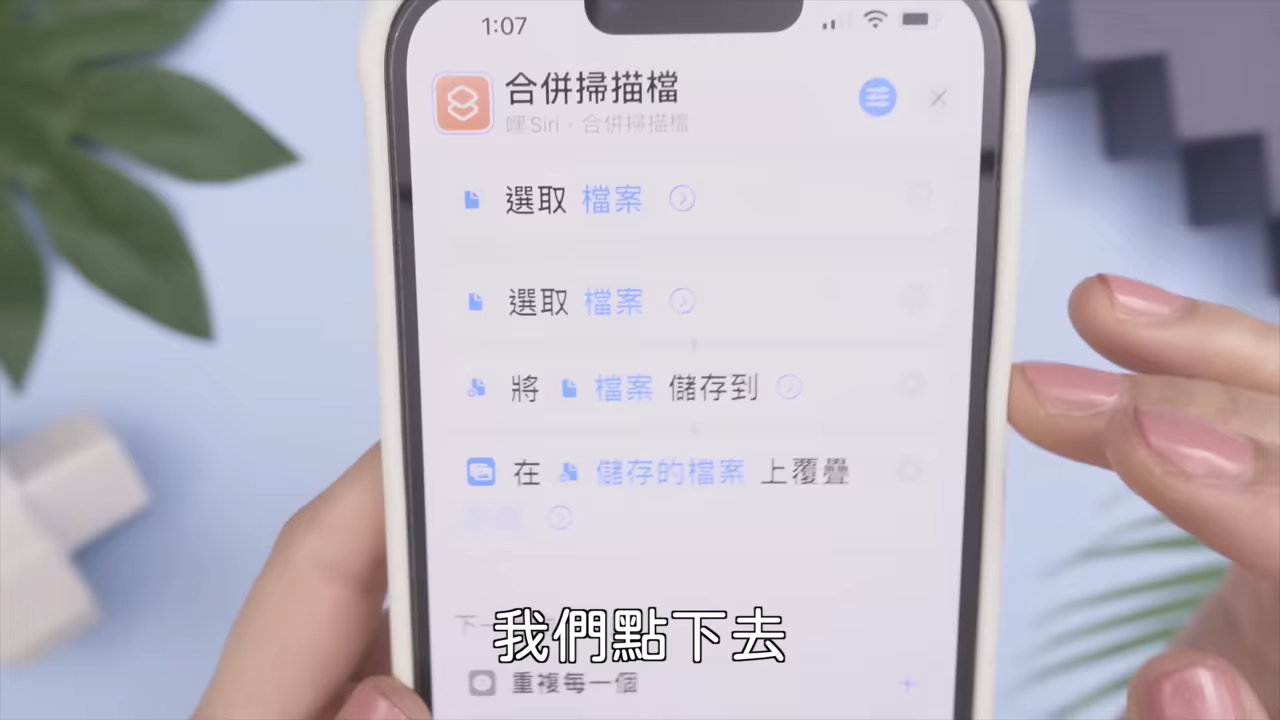 1:07
合併掃描檔
嘿 Siri · 合併掃描檔
選取 檔案
選取 檔案
將 檔案 儲存到
在 儲存的檔案 上覆疊
下一
我們點下去
重複每一個